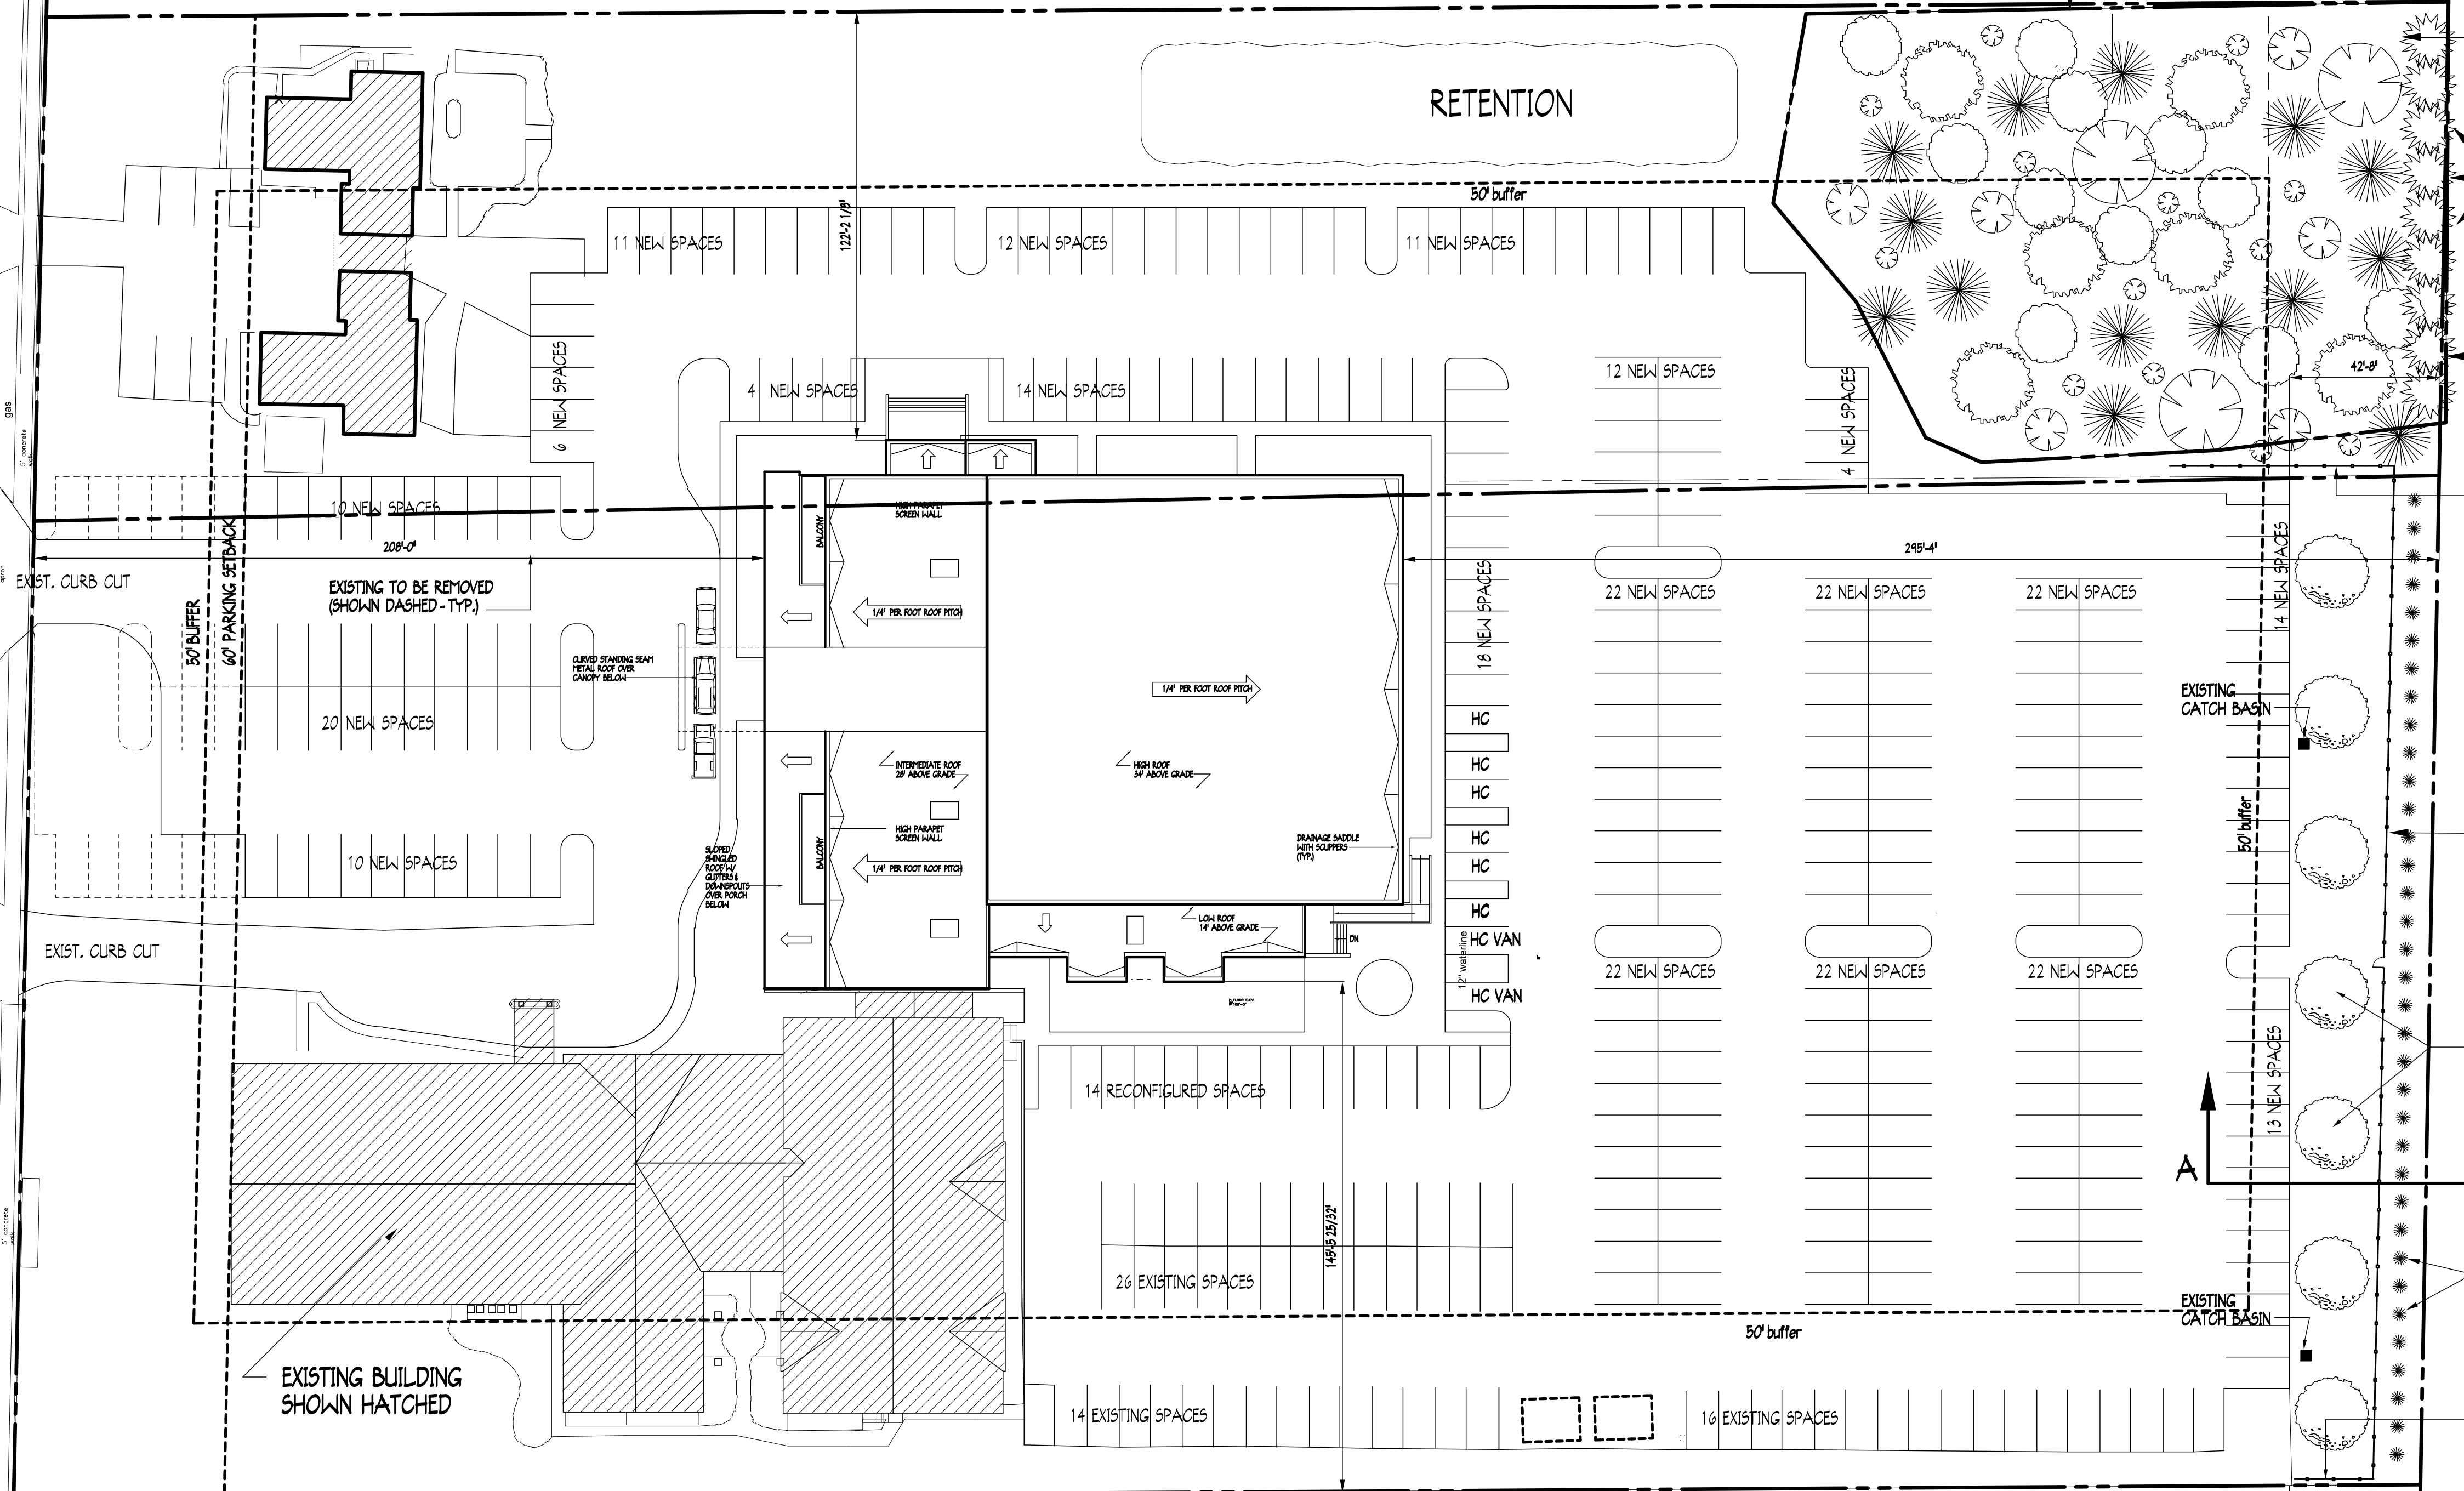 RETENTION
50' buffer
122'-2 1/8"
11 NEW SPACES
12 NEW SPACES
11 NEW SPACES
6 NEW SPACES
4 NEW SPACES
14 NEW SPACES
12 NEW SPACES
4 NEW SPACES
42'-8"
gas
5' concrete
walk
10 NEW SPACES
208'-0"
295'-4"
HIGH PARAPET
SCREEN WALL
BALCONY
apron
EXIST. CURB CUT
EXISTING TO BE REMOVED
(SHOWN DASHED - TYP.)
50' BUFFER
60' PARKING SETBACK
1/4" PER FOOT ROOF PITCH
18 NEW SPACES
22 NEW SPACES
22 NEW SPACES
22 NEW SPACES
14 NEW SPACES
CURVED STANDING SEAM
METAL ROOF OVER
CANOPY BELOW
1/4" PER FOOT ROOF PITCH
EXISTING
CATCH BASIN
20 NEW SPACES
HC
HC
HC
HC
HC
HC
HC VAN
HC VAN
INTERMEDIATE ROOF
28' ABOVE GRADE
HIGH ROOF
34' ABOVE GRADE
HIGH PARAPET
SCREEN WALL
BALCONY
1/4" PER FOOT ROOF PITCH
DRAINAGE SADDLE
WITH SCUPPERS
(TYP.)
50' buffer
10 NEW SPACES
SLOPED
SHINGLED
ROOF W/
GUTTERS &
DOWNSPOUTS
OVER PORCH
BELOW
LOW ROOF
14' ABOVE GRADE
DN
12" waterline
EXIST. CURB CUT
22 NEW SPACES
22 NEW SPACES
22 NEW SPACES
13 NEW SPACES
FLOOR ELEV.
14 RECONFIGURED SPACES
A
5' concrete
walk
145'-5 25/32"
26 EXISTING SPACES
EXISTING
CATCH BASIN
50' buffer
EXISTING BUILDING
SHOWN HATCHED
14 EXISTING SPACES
16 EXISTING SPACES